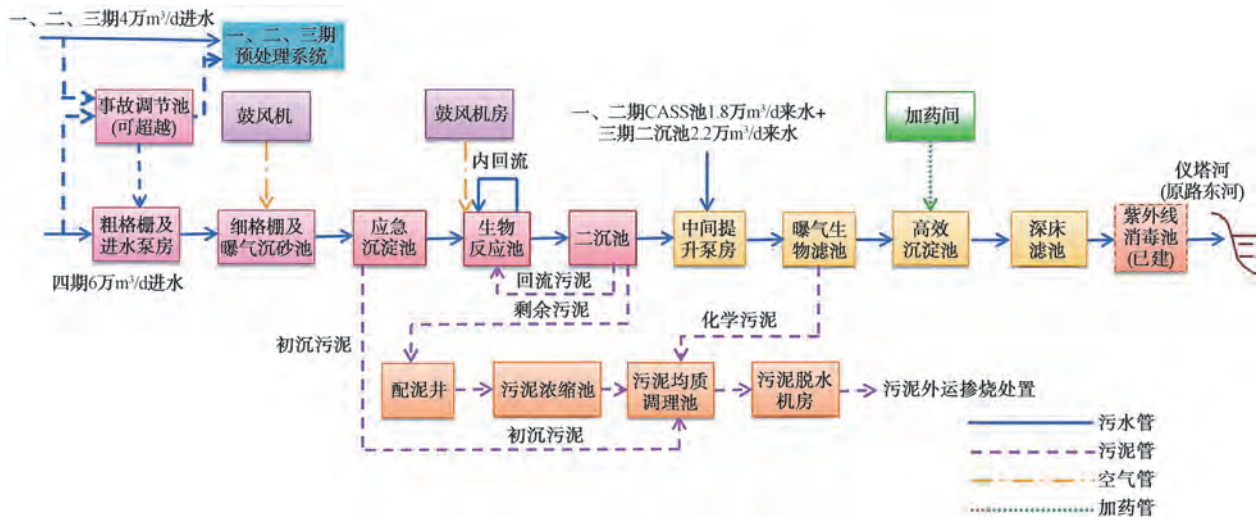 一、二、三期4万m³/d进水
一、二、三期
预处理系统
事故调节池
(可超越)
鼓风机
鼓风机房
一、二期CASS池1.8万m³/d来水+
三期二沉池2.2万m³/d来水
加药间
内回流
仪塔河
(原路东河)
粗格栅及
进水泵房
细格栅及
曝气沉砂池
应急
沉淀池
生物
反应池
二沉池
中间提
升泵房
曝气生
物滤池
高效
沉淀池
深床
滤池
紫外线
消毒池
(已建)
四期6万m³/d进水
回流污泥
剩余污泥
化学污泥
初沉污泥
配泥井
污泥浓缩池
污泥均质
调理池
污泥脱水
机房
污泥外运掺烧处置
初沉污泥
污水管
污泥管
空气管
加药管